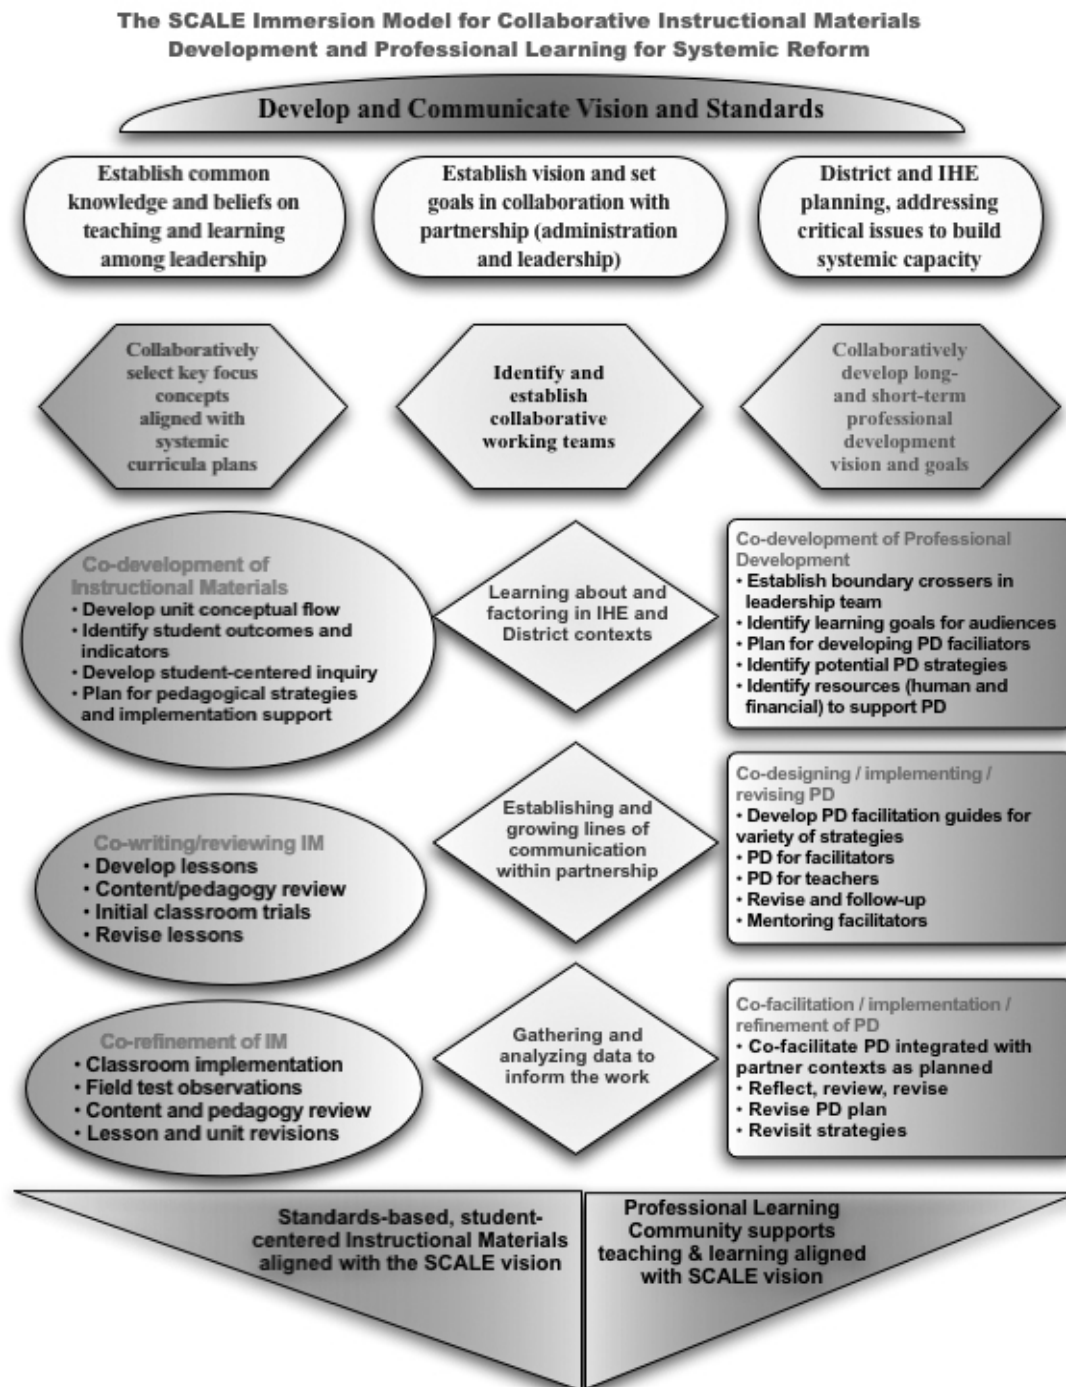 The SCALE Immersion Model for Collaborative Instructional Materials
Development and Professional Learning for Systemic Reform
Develop and Communicate Vision and Standards
Establish common
knowledge and beliefs on
teaching and learning
among leadership
Establish vision and set
goals in collaboration with
partnership (administration
and leadership)
District and IHE
planning, addressing
critical issues to build
systemic capacity
Collaboratively
select key focus
concepts
aligned with
systemic
curricula plans
Identify and
establish
collaborative
working teams
Collaboratively
develop long-
and short-term
professional
development
vision and goals
Co-development of
Instructional Materials
• Develop unit conceptual flow
• Identify student outcomes and
indicators
• Develop student-centered inquiry
• Plan for pedagogical strategies
and implementation support
Learning about and
factoring in IHE and
District contexts
Co-development of Professional
Development
• Establish boundary crossers in
leadership team
• Identify learning goals for audiences
• Plan for developing PD faciliators
• Identify potential PD strategies
• Identify resources (human and
financial) to support PD
Co-writing/reviewing IM
• Develop lessons
• Content/pedagogy review
• Initial classroom trials
• Revise lessons
Establishing and
growing lines of
communication
within partnership
Co-designing / implementing /
revising PD
• Develop PD facilitation guides for
variety of strategies
• PD for facilitators
• PD for teachers
• Revise and follow-up
• Mentoring facilitators
Co-refinement of IM
• Classroom implementation
• Field test observations
• Content and pedagogy review
• Lesson and unit revisions
Gathering and
analyzing data to
inform the work
Co-facilitation / implementation /
refinement of PD
• Co-facilitate PD integrated with
partner contexts as planned
• Reflect, review, revise
• Revise PD plan
• Revisit strategies
Standards-based, student-
centered Instructional Materials
aligned with the SCALE vision
Professional Learning
Community supports
teaching & learning aligned
with SCALE vision